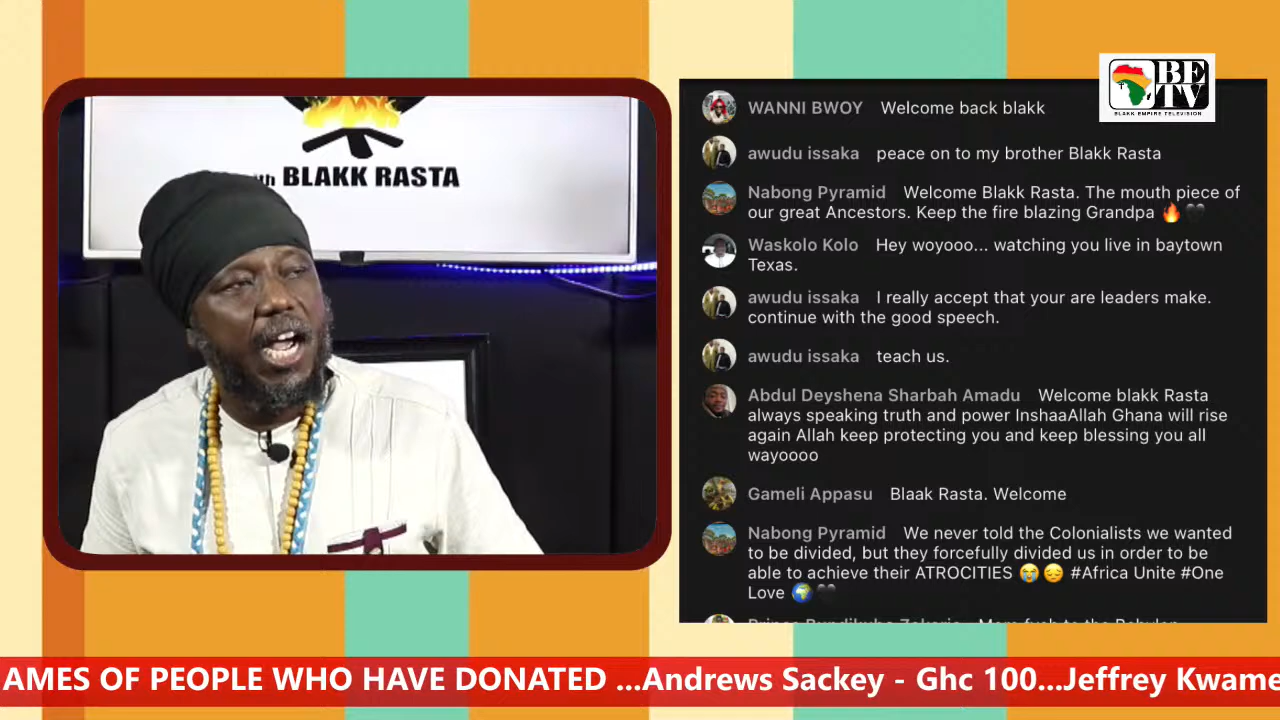 th BLAKK RASTA
BE
TV
BLAKK EMPIRE TELEVISION
WANNI BWOY Welcome back blakk
awudu issaka peace on to my brother Blakk Rasta
Nabong Pyramid Welcome Blakk Rasta. The mouth piece of
our great Ancestors. Keep the fire blazing Grandpa 🔥🖤
Waskolo Kolo Hey woyooo... watching you live in baytown
Texas.
awudu issaka I really accept that your are leaders make.
continue with the good speech.
awudu issaka teach us.
Abdul Deyshena Sharbah Amadu Welcome blakk Rasta
always speaking truth and power InshaaAllah Ghana will rise
again Allah keep protecting you and keep blessing you all
wayoooo
Gameli Appasu Blaak Rasta. Welcome
Nabong Pyramid We never told the Colonialists we wanted
to be divided, but they forcefully divided us in order to be
able to achieve their ATROCITIES 😭😔 #Africa Unite #One
Love 🌍🖤
AMES OF PEOPLE WHO HAVE DONATED ...Andrews Sackey - Ghc 100...Jeffrey Kwame